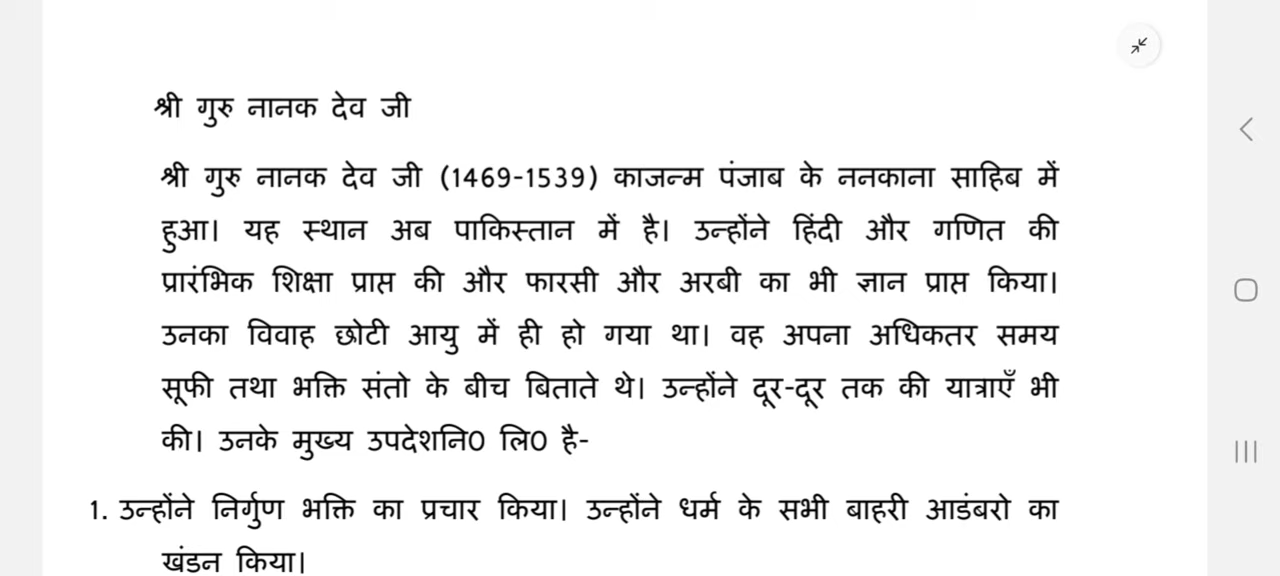 श्री गुरु नानक देव जी
श्री गुरु नानक देव जी (1469-1539) काजन्म पंजाब के ननकाना साहिब में
हुआ। यह स्थान अब पाकिस्तान में है। उन्होंने हिंदी और गणित की
प्रारंभिक शिक्षा प्राप्त की और फारसी और अरबी का भी ज्ञान प्राप्त किया।
उनका विवाह छोटी आयु में ही हो गया था। वह अपना अधिकतर समय
सूफी तथा भक्ति संतो के बीच बिताते थे। उन्होंने दूर-दूर तक की यात्राएँ भी
की। उनके मुख्य उपदेशनि0 लि0 है-
1. उन्होंने निर्गुण भक्ति का प्रचार किया। उन्होंने धर्म के सभी बाहरी आडंबरो का
खंडन किया।